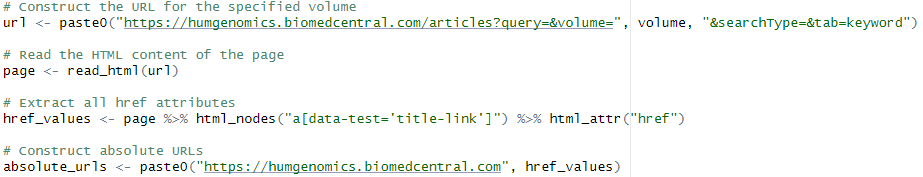 # Construct the URL for the specified volume
url <- paste0("https://humgenomics.biomedcentral.com/articles?query=&volume=", volume, "&searchType=&tab=keyword")
# Read the HTML content of the page
page <- read_html(url)
# Extract all href attributes
href_values <- page %>% html_nodes("a[data-test='title-link']") %>% html_attr("href")
# Construct absolute URLs
absolute_urls <- paste0("https://humgenomics.biomedcentral.com", href_values)